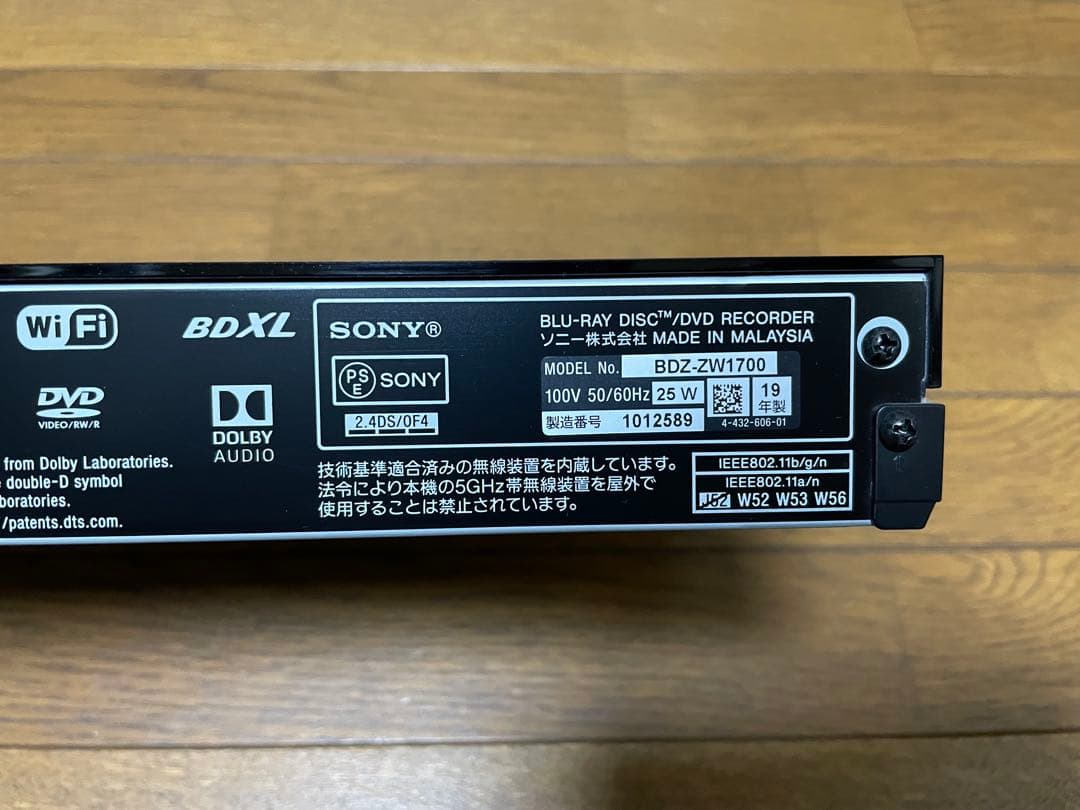 WiFi
BDXL
DVD
VIDEO/RW/R
DOLBY
AUDIO
from Dolby Laboratories.
double-D symbol
/patents.dts.com.
SONY®
PSE SONY
2.4DS/OF4
BLU-RAY DISC™/DVD RECORDER
ソニー株式会社 MADE IN MALAYSIA
MODEL No. BDZ-ZW1700
100V 50/60Hz 25 W
19年製
製造番号 1012589
4-432-606-01
技術基準適合済みの無線装置を内蔵しています。
法令により本機の5GHz帯無線装置を屋外で
使用することは禁止されています。
IEEE802.11b/g/n
IEEE802.11a/n
J52 W52 W53 W56